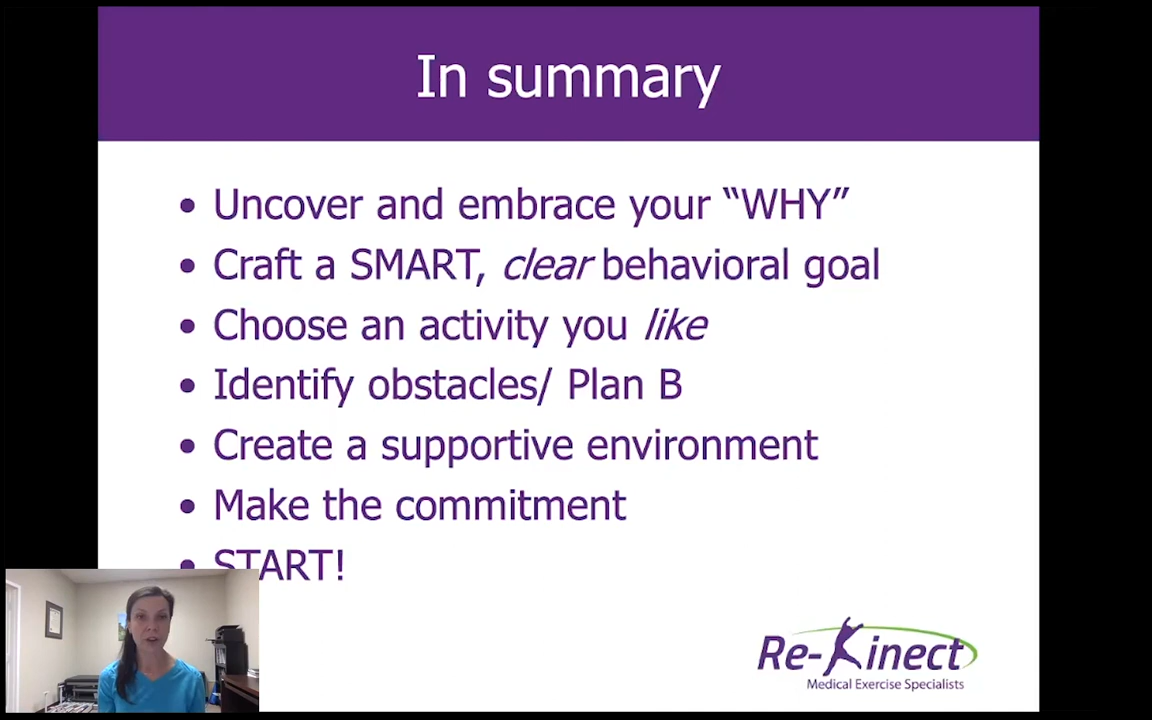 In summary
• Uncover and embrace your “WHY”
• Craft a SMART, clear behavioral goal
• Choose an activity you like
• Identify obstacles/ Plan B
• Create a supportive environment
• Make the commitment
• START!
Re-Kinect
Medical Exercise Specialists